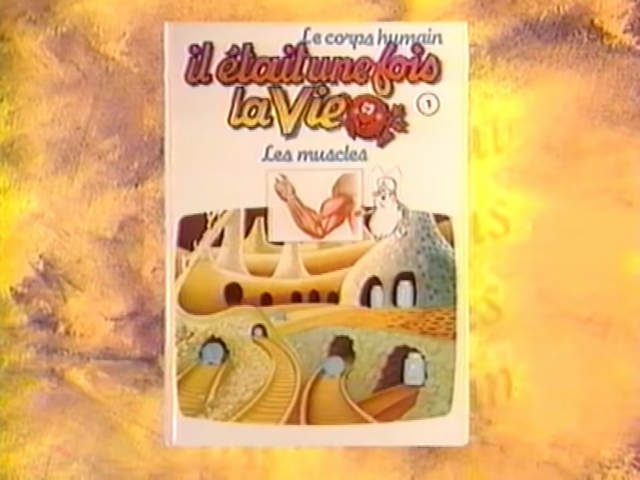 Le corps humain
il était une fois
la Vie
1
Les muscles